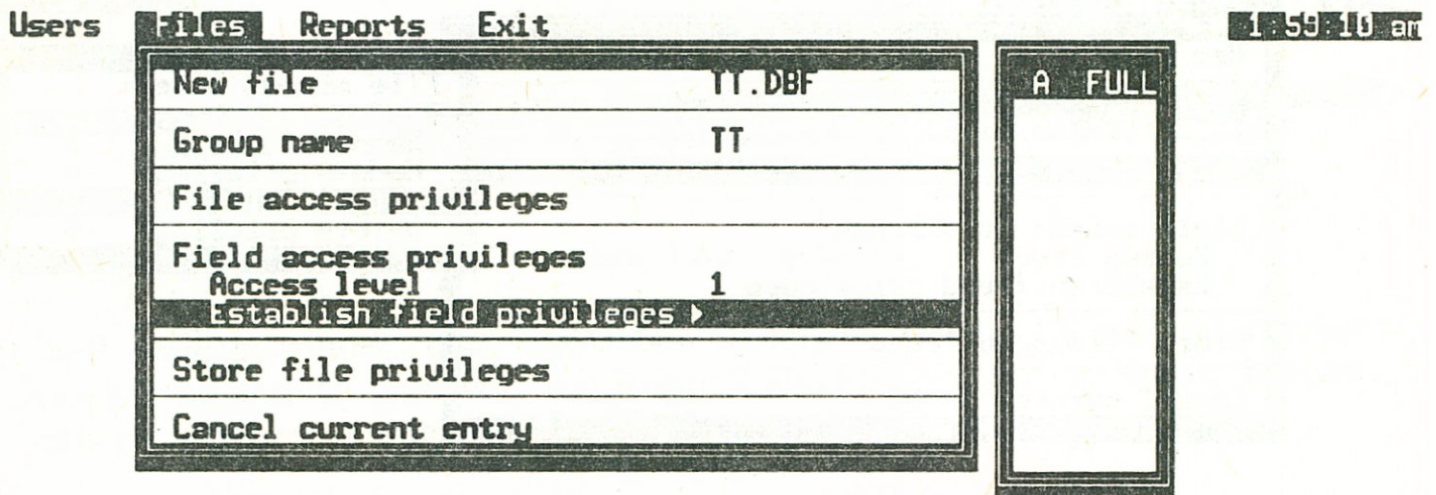 Users Files Reports Exit 1:59:10 am
New file TT.DBF
A FULL
Group name TT
File access privileges
Field access privileges
Access level 1
Establish field privileges ▶
Store file privileges
Cancel current entry